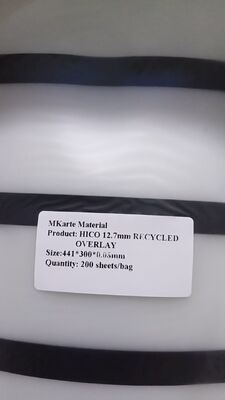 MKarte Material
Product: HICO 12.7mm RECYCLED
OVERLAY
Size:441*300*0.05mm
Quantity: 200 sheets/bag